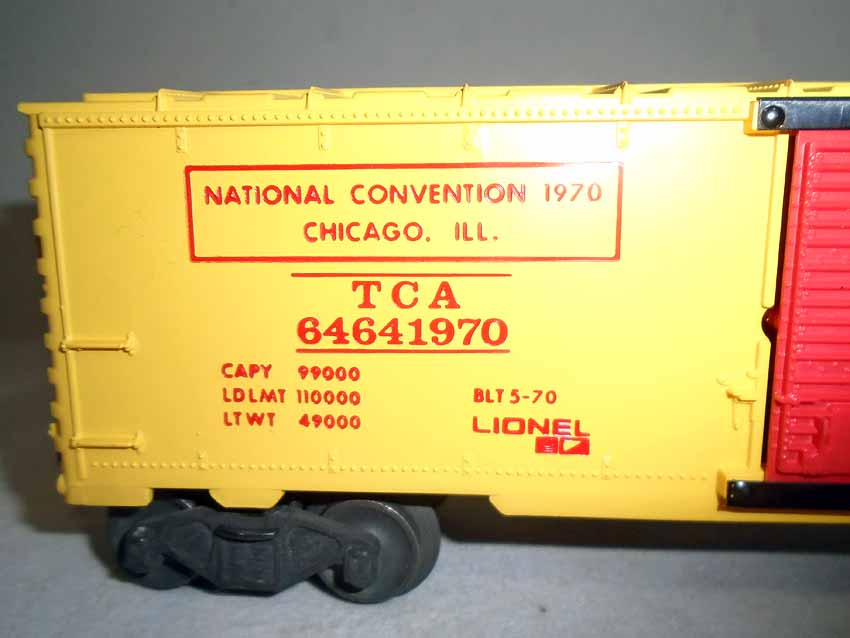 NATIONAL CONVENTION 1970
CHICAGO, ILL.
TCA
64641970
CAPY 99000
LD LMT 110000
LT WT 49000
BLT 5-70
LIONEL